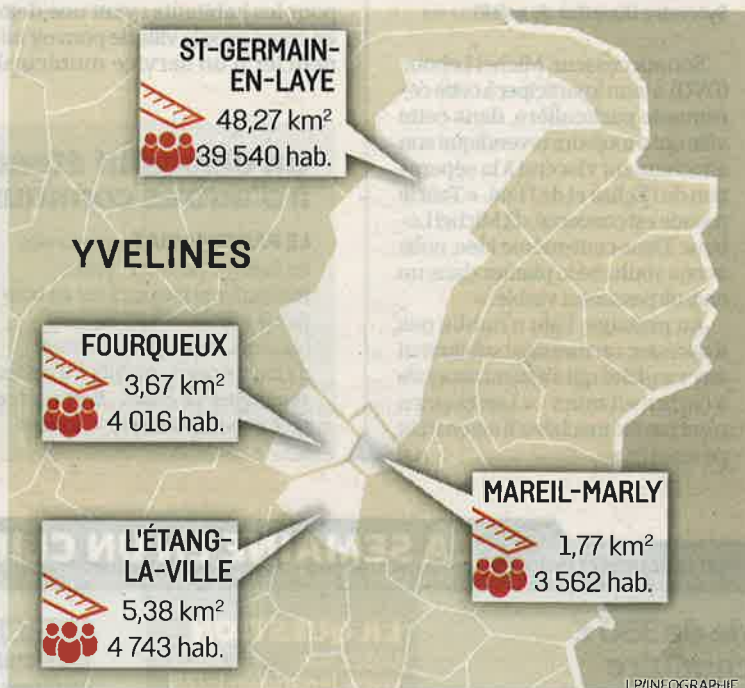 ST-GERMAIN-
EN-LAYE
48,27 km²
39 540 hab.
YVELINES
FOURQUEUX
3,67 km²
4 016 hab.
MAREIL-MARLY
1,77 km²
3 562 hab.
L'ÉTANG-
LA-VILLE
5,38 km²
4 743 hab.
LP/INFOGRAPHIE